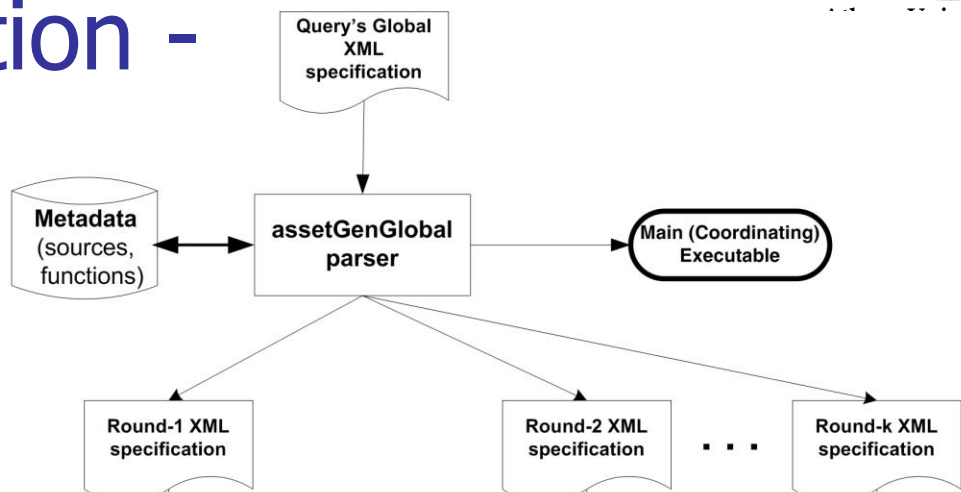 tion -
Query's Global
XML
specification
Metadata
(sources,
functions)
assetGenGlobal
parser
Main (Coordinating)
Executable
Round-1 XML
specification
Round-2 XML
specification
. . .
Round-k XML
specification